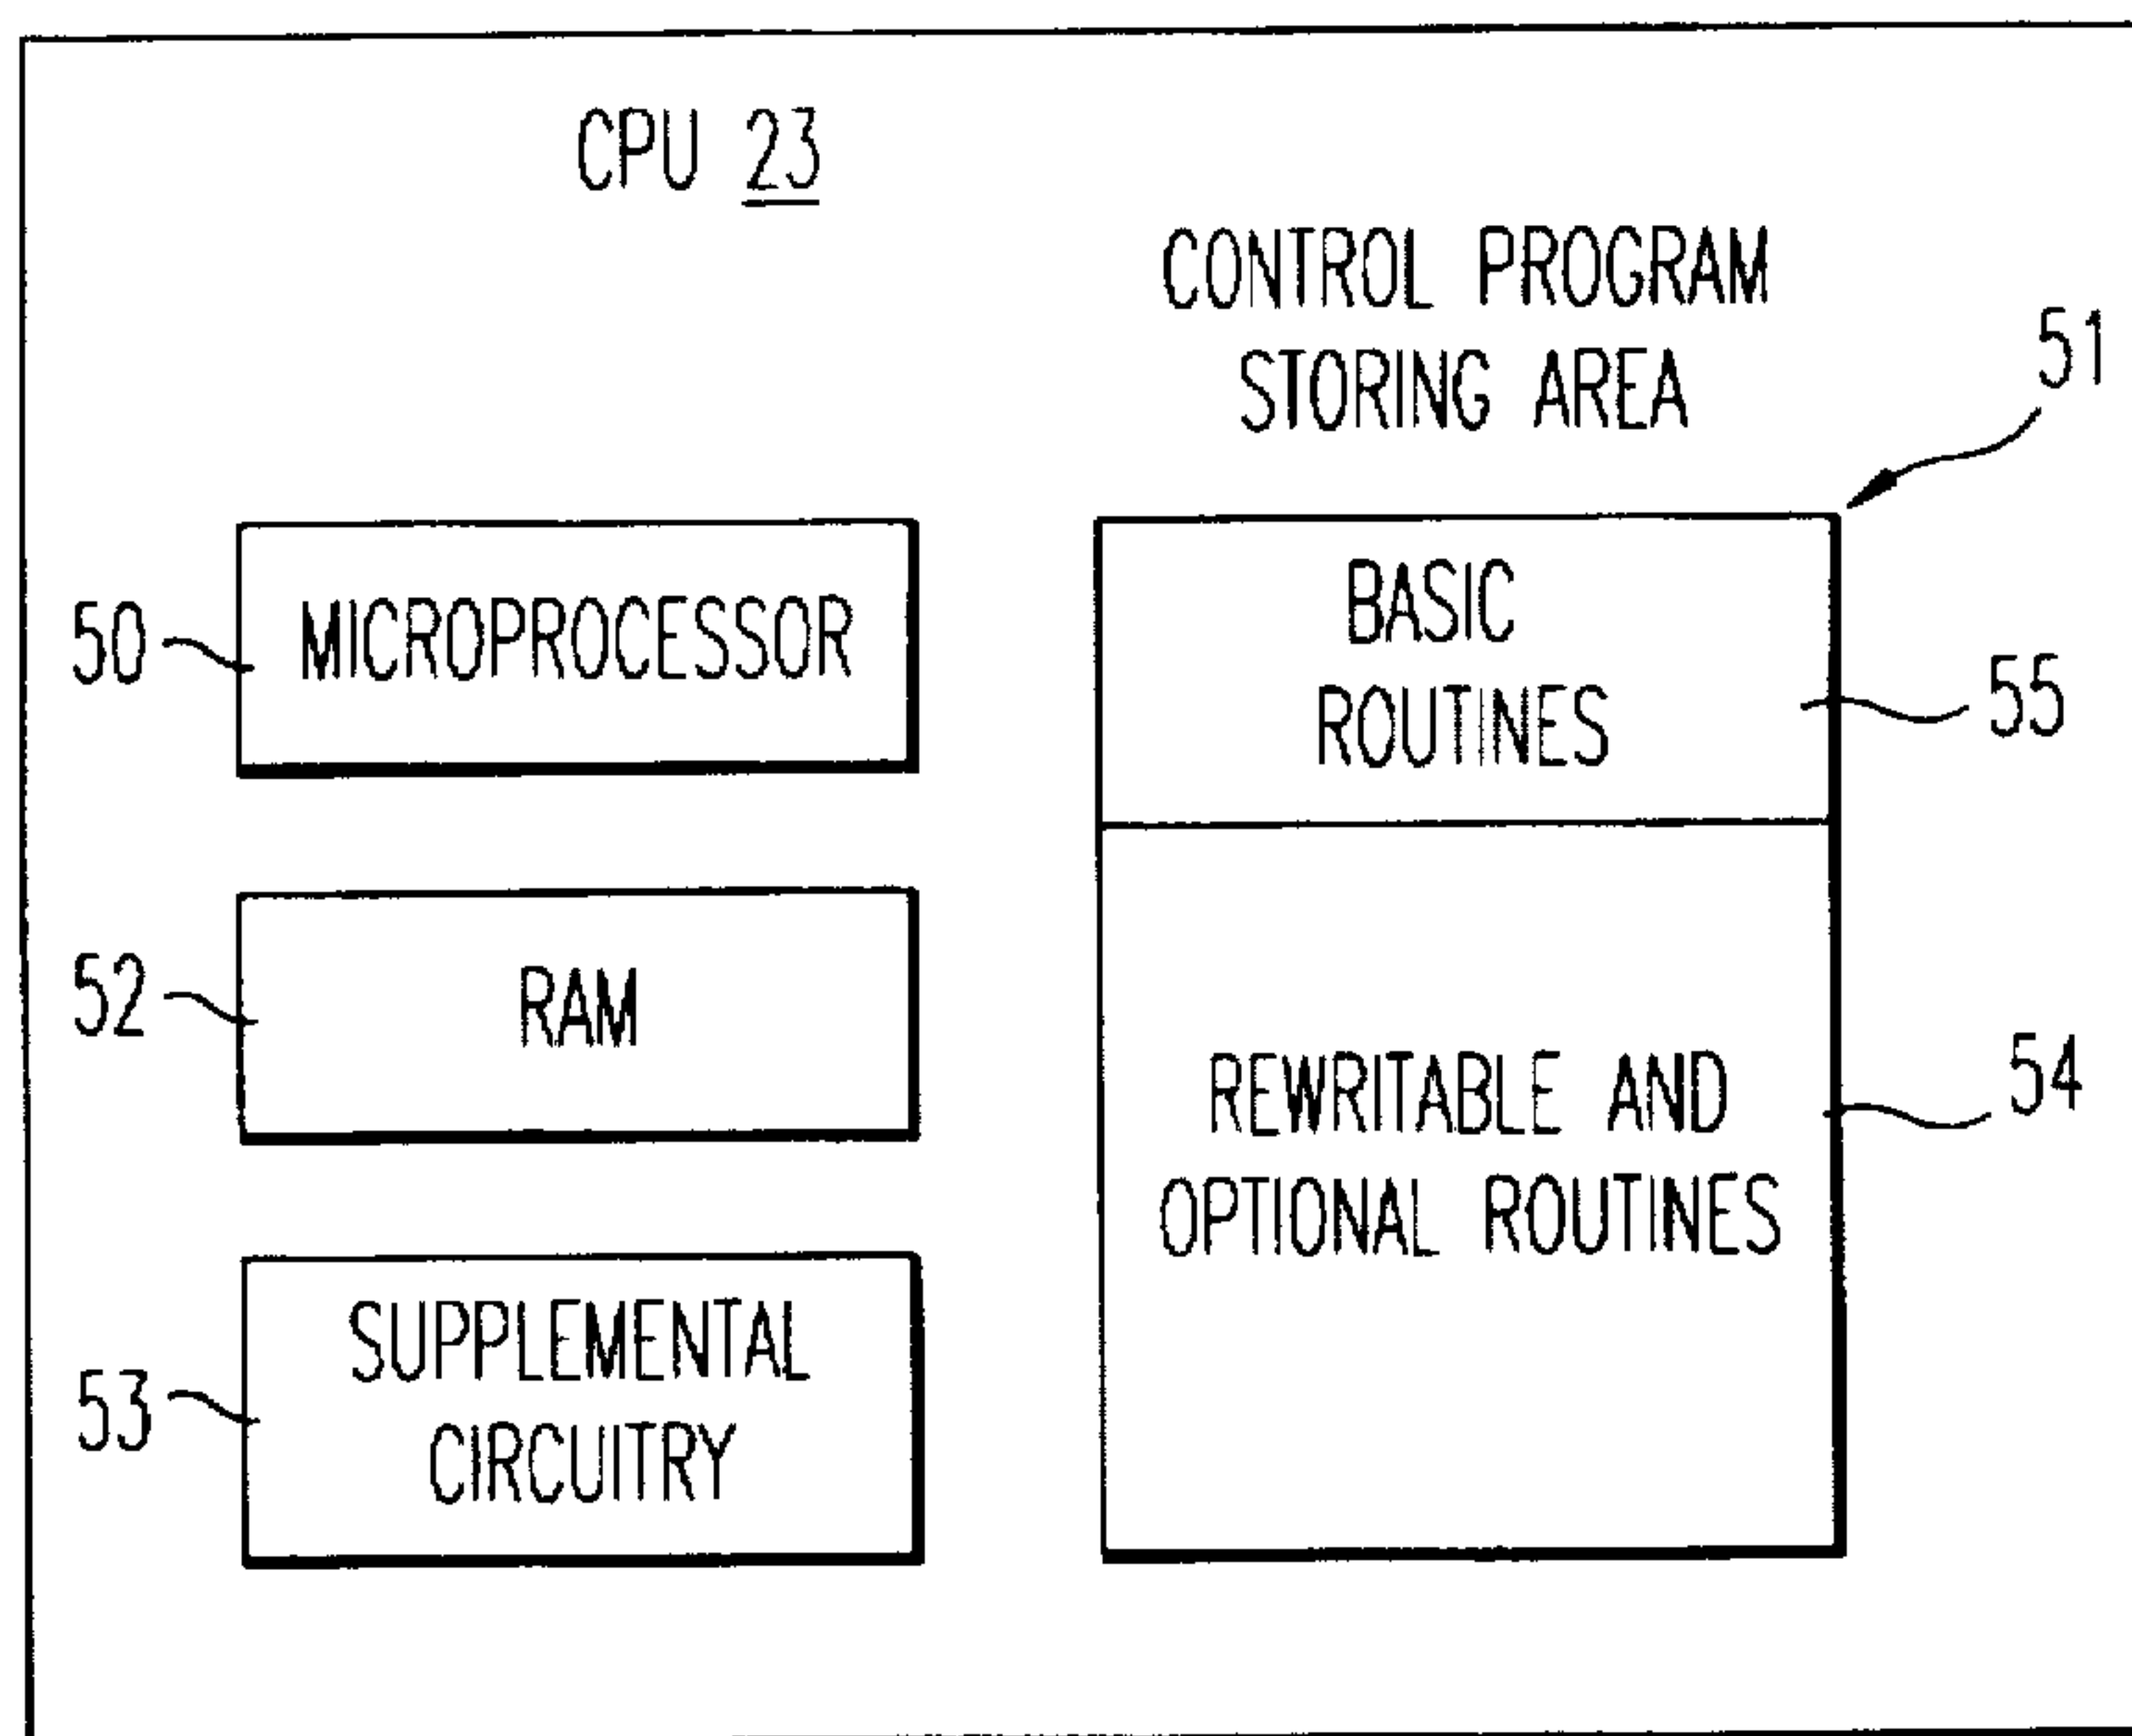 CPU 23
CONTROL PROGRAM
STORING AREA
51
50
MICROPROCESSOR
BASIC
ROUTINES
55
52
RAM
REWRITABLE AND
OPTIONAL ROUTINES
54
53
SUPPLEMENTAL
CIRCUITRY